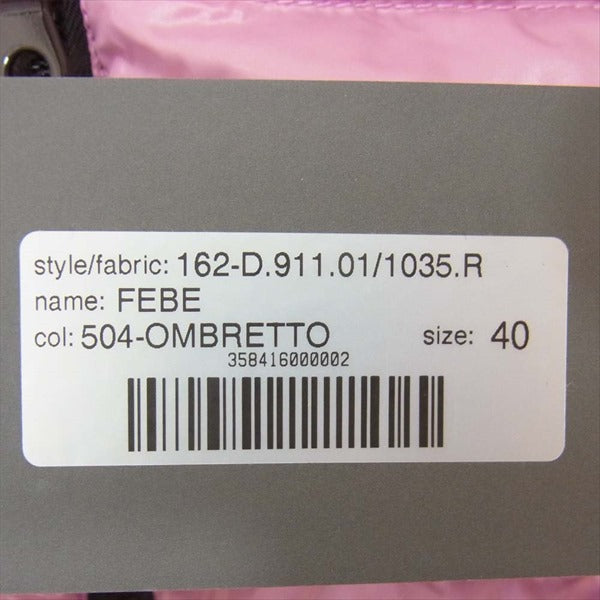 style/fabric: 162-D.911.01/1035.R
name: FEBE
col: 504-OMBRETTO size: 40
358416000002